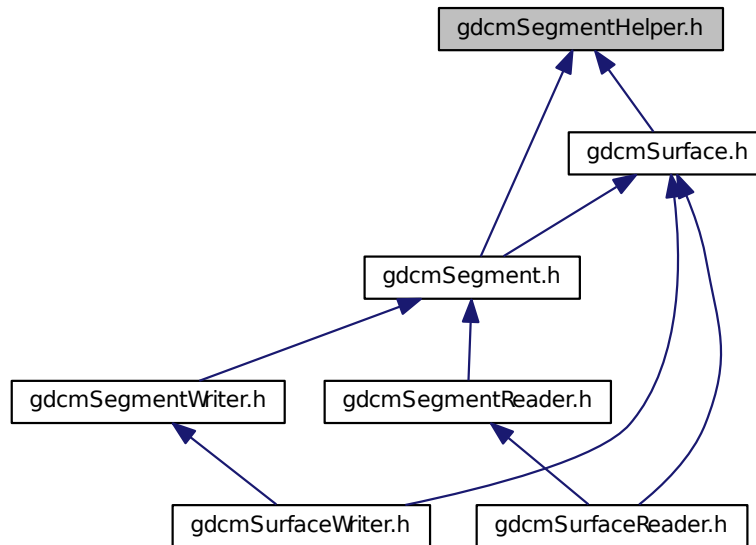 gdcmSegmentHelper.h
gdcmSurface.h
gdcmSegment.h
gdcmSegmentWriter.h
gdcmSegmentReader.h
gdcmSurfaceWriter.h
gdcmSurfaceReader.h